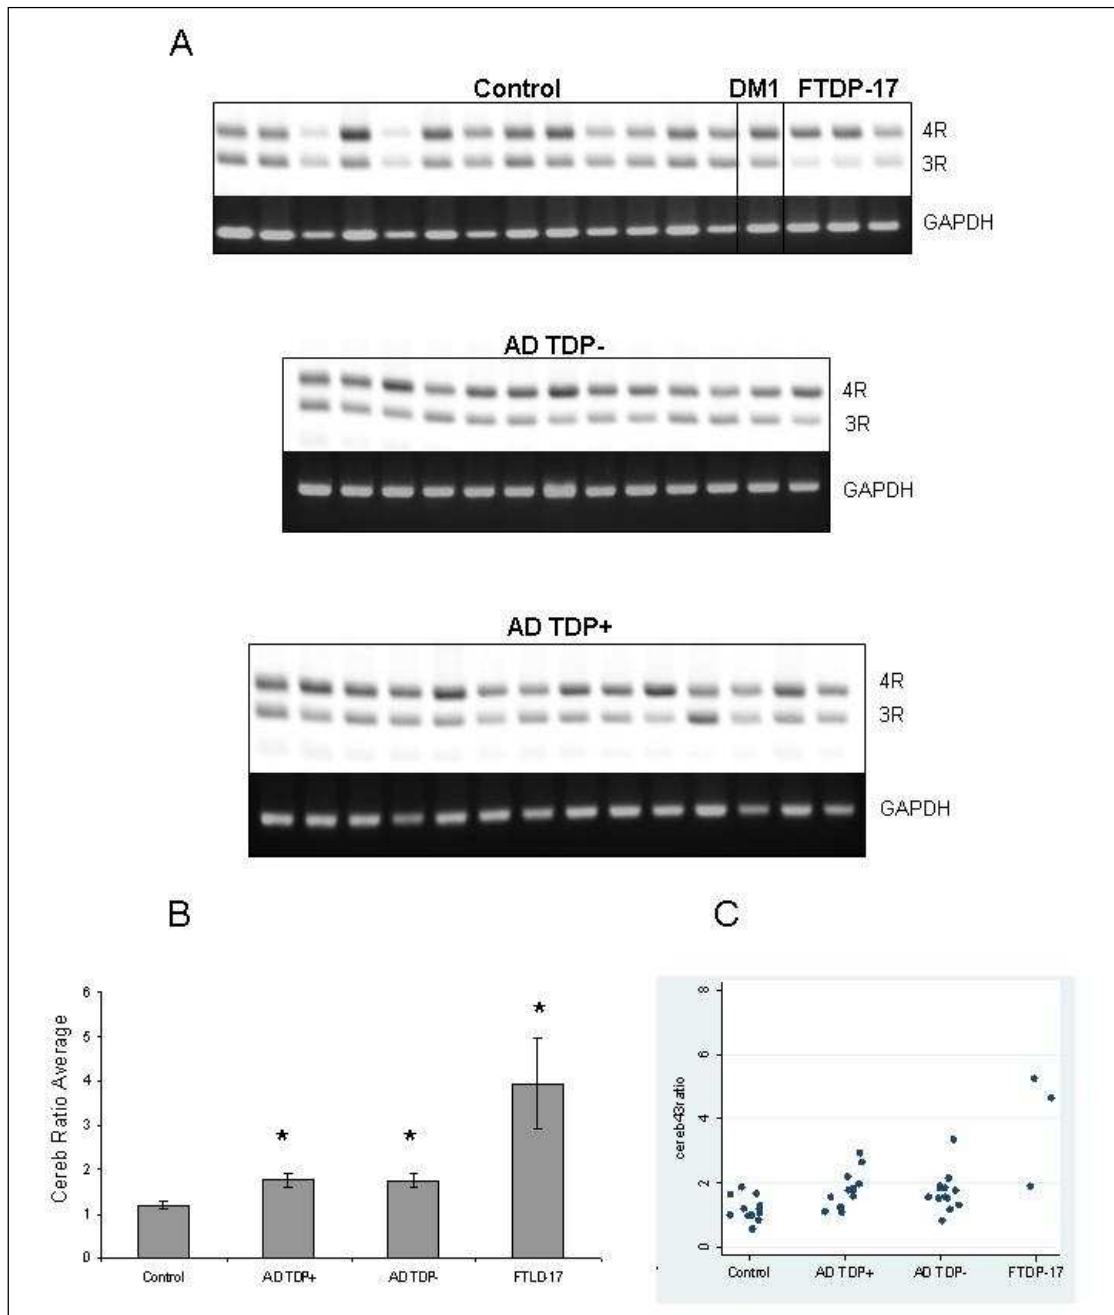 A
Control DM1 FTDP-17
4R
3R
GAPDH
AD TDP-
4R
3R
GAPDH
AD TDP+
4R
3R
GAPDH
B
Cereb Ratio Average
6
5
4
3
2
1
0
* * *
Control AD TDP+ AD TDP- FTLD-17
C
cereb43ratio
8
6
4
2
0
Control AD TDP+ AD TDP- FTDP-17